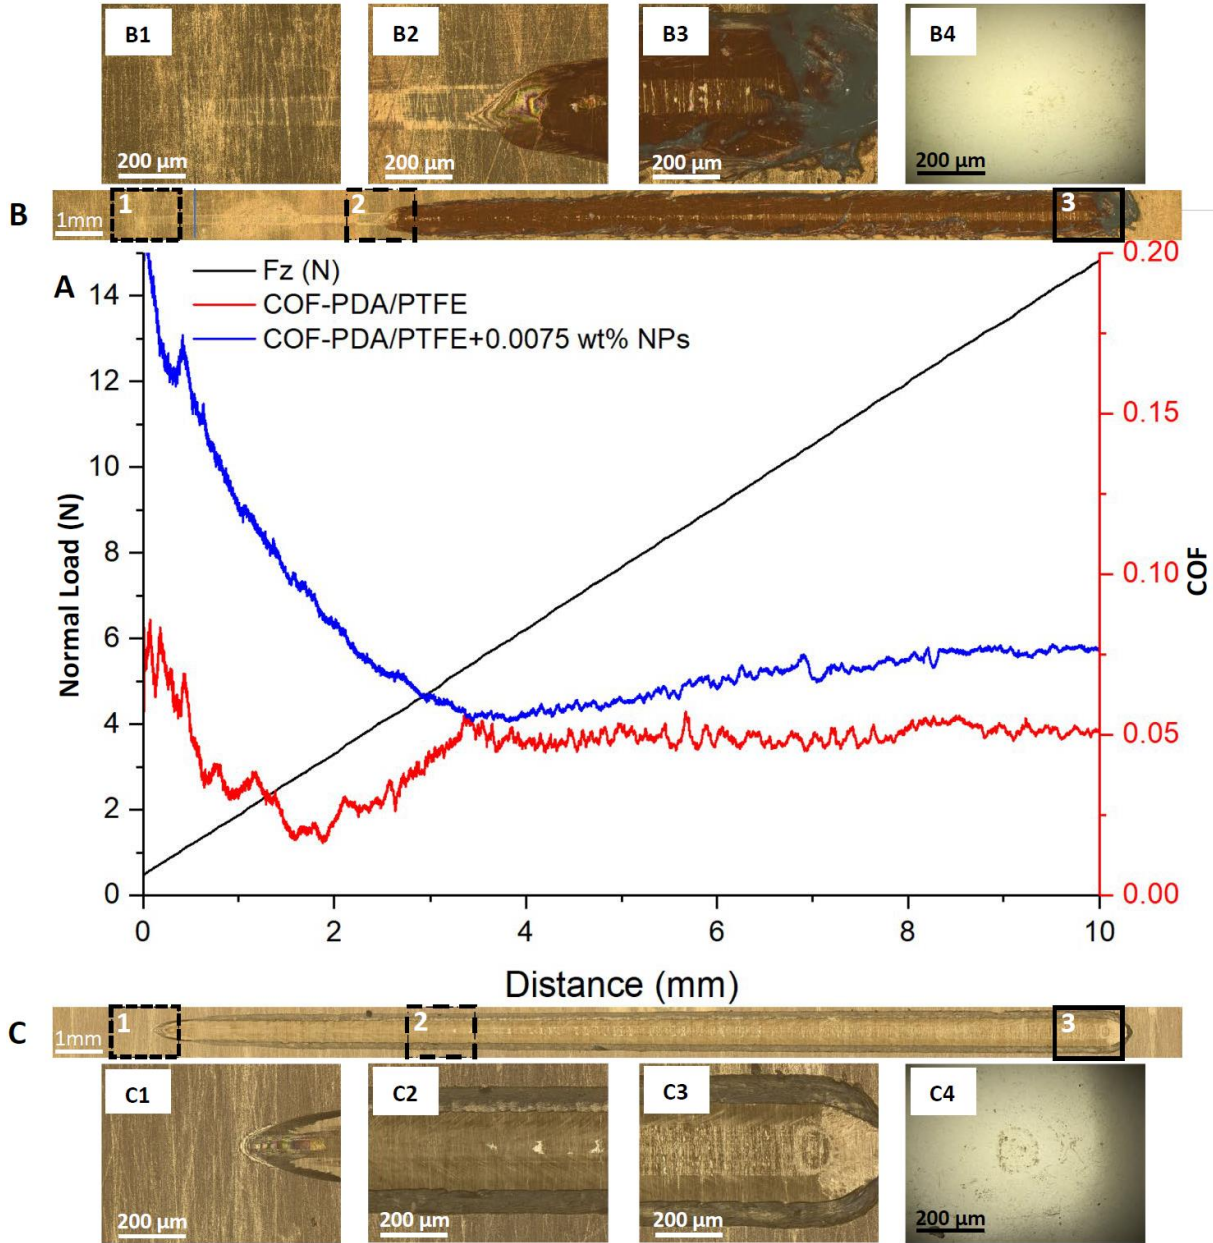 B1
B2
B3
B4
200 µm
200 µm
200 µm
200 µm
B
1
2
3
1mm
A
Fz (N)
COF-PDA/PTFE
COF-PDA/PTFE+0.0075 wt% NPs
Normal Load (N)
14
12
10
8
6
4
2
0
0.20
0.15
0.10
0.05
0.00
COF
0
2
4
6
8
10
Distance (mm)
C
1
2
3
1mm
C1
C2
C3
C4
200 µm
200 µm
200 µm
200 µm